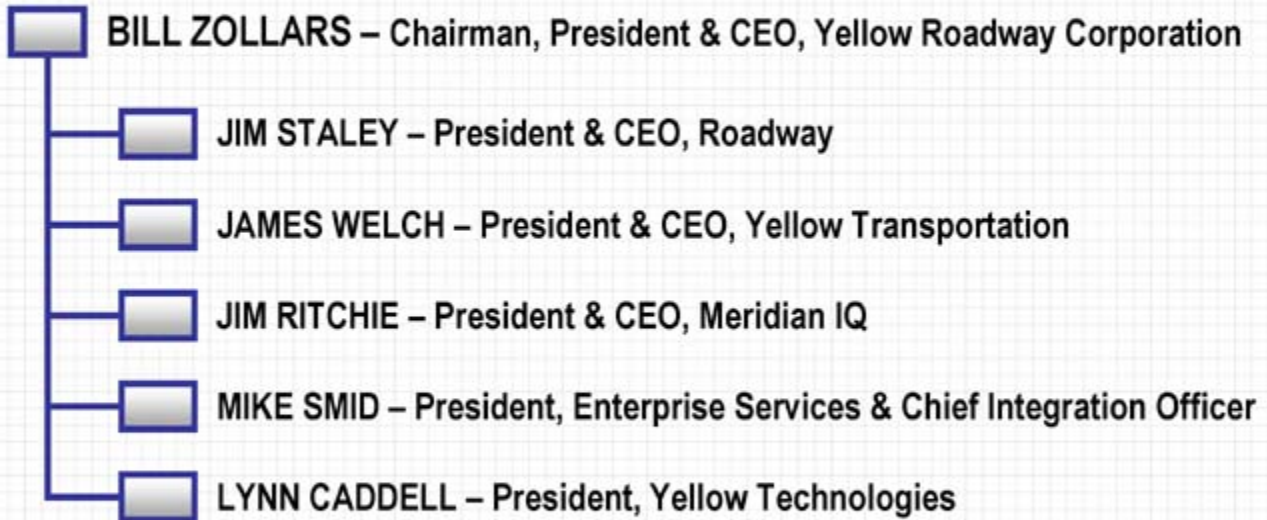 BILL ZOLLARS – Chairman, President & CEO, Yellow Roadway Corporation
JIM STALEY – President & CEO, Roadway
JAMES WELCH – President & CEO, Yellow Transportation
JIM RITCHIE – President & CEO, Meridian IQ
MIKE SMID – President, Enterprise Services & Chief Integration Officer
LYNN CADDELL – President, Yellow Technologies